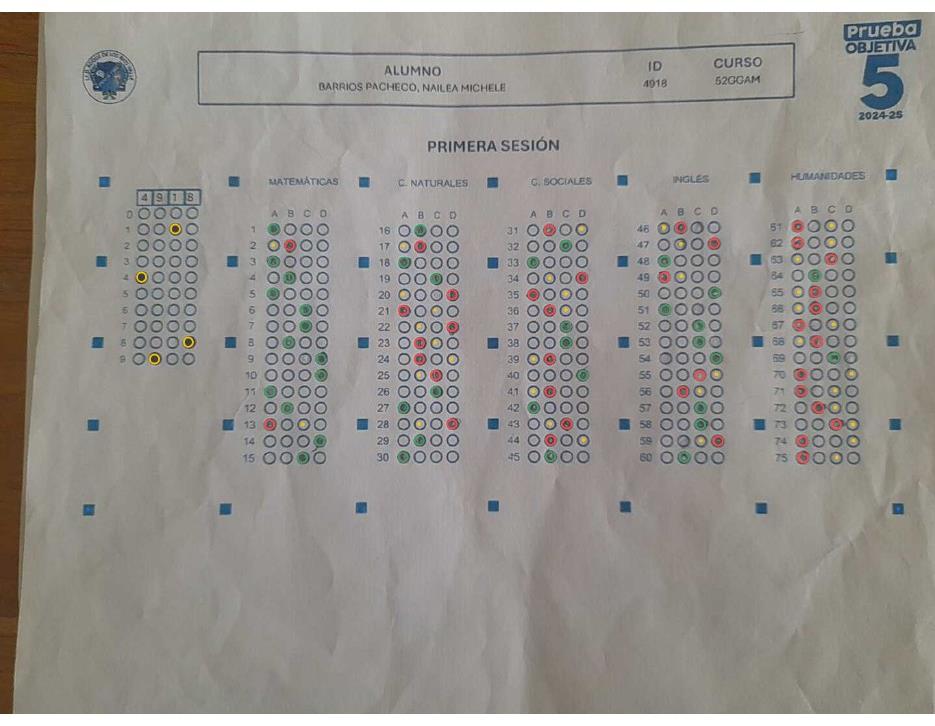 Prueba
OBJETIVA
5
2024-25
ALUMNO ID CURSO
BARRIOS PACHECO, NAILEA MICHELE 4918 52GGAM
PRIMERA SESIÓN
MATEMÁTICAS C. NATURALES C. SOCIALES INGLÉS HUMANIDADES
4 9 1 8
A B C D A B C D A B C D A B C D A B C D
0
1 1 16 31 46 61
2 2 17 32 47 62
3 3 18 33 48 63
4 4 19 34 49 64
5 5 20 35 50 65
6 6 21 36 51 66
7 7 22 37 52 67
8 8 23 38 53 68
9 9 24 39 54 69
10 25 40 55 70
11 26 41 56 71
12 27 42 57 72
13 28 43 58 73
14 29 44 59 74
15 30 45 60 75